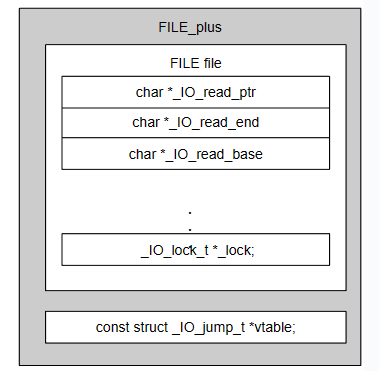 FILE_plus
FILE file
char *_IO_read_ptr
char *_IO_read_end
char *_IO_read_base
.
.
.
_IO_lock_t *_lock;
const struct _IO_jump_t *vtable;